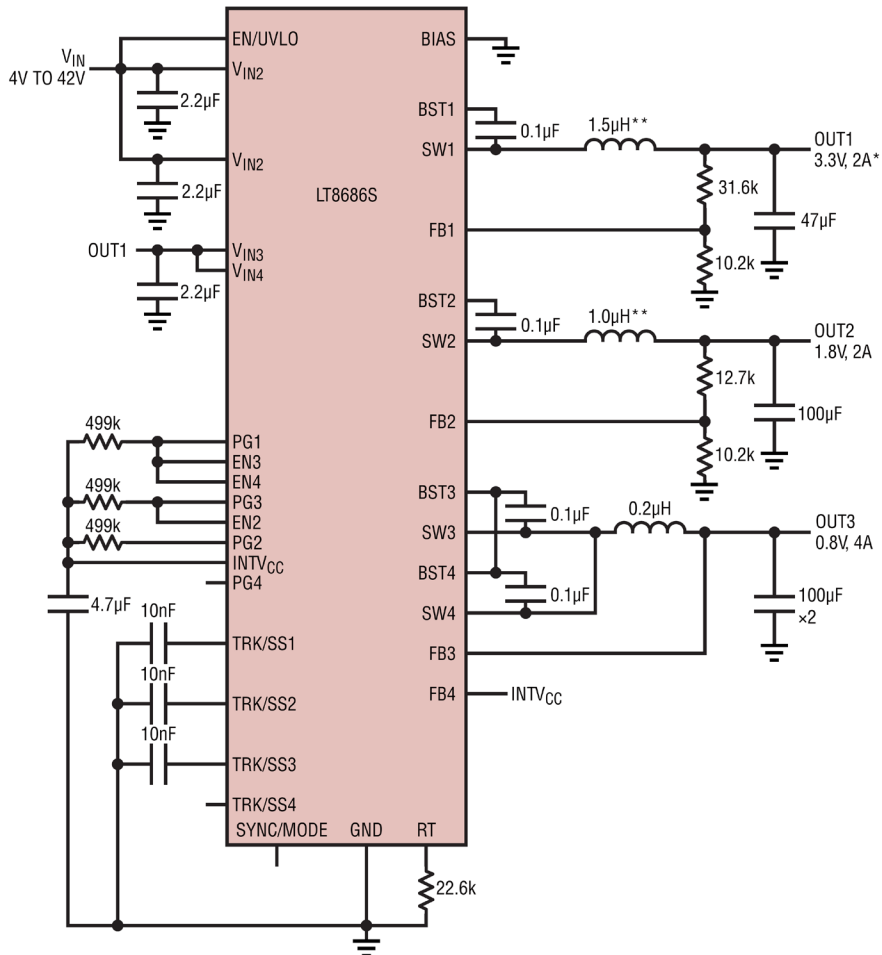 V_IN
4V TO 42V
EN/UVLO
V_IN2
2.2µF
V_IN2
2.2µF
OUT1
V_IN3
V_IN4
2.2µF
499k
PG1
EN3
EN4
499k
PG3
EN2
499k
PG2
INTV_CC
PG4
4.7µF
10nF
TRK/SS1
10nF
TRK/SS2
10nF
TRK/SS3
TRK/SS4
SYNC/MODE
GND
RT
22.6k
LT8686S
BIAS
BST1
0.1µF
SW1
1.5µH**
OUT1
3.3V, 2A*
31.6k
47µF
FB1
10.2k
BST2
0.1µF
SW2
1.0µH**
OUT2
1.8V, 2A
12.7k
100µF
FB2
10.2k
BST3
0.1µF
SW3
0.2µH
OUT3
0.8V, 4A
BST4
0.1µF
SW4
100µF
×2
FB3
FB4
INTV_CC